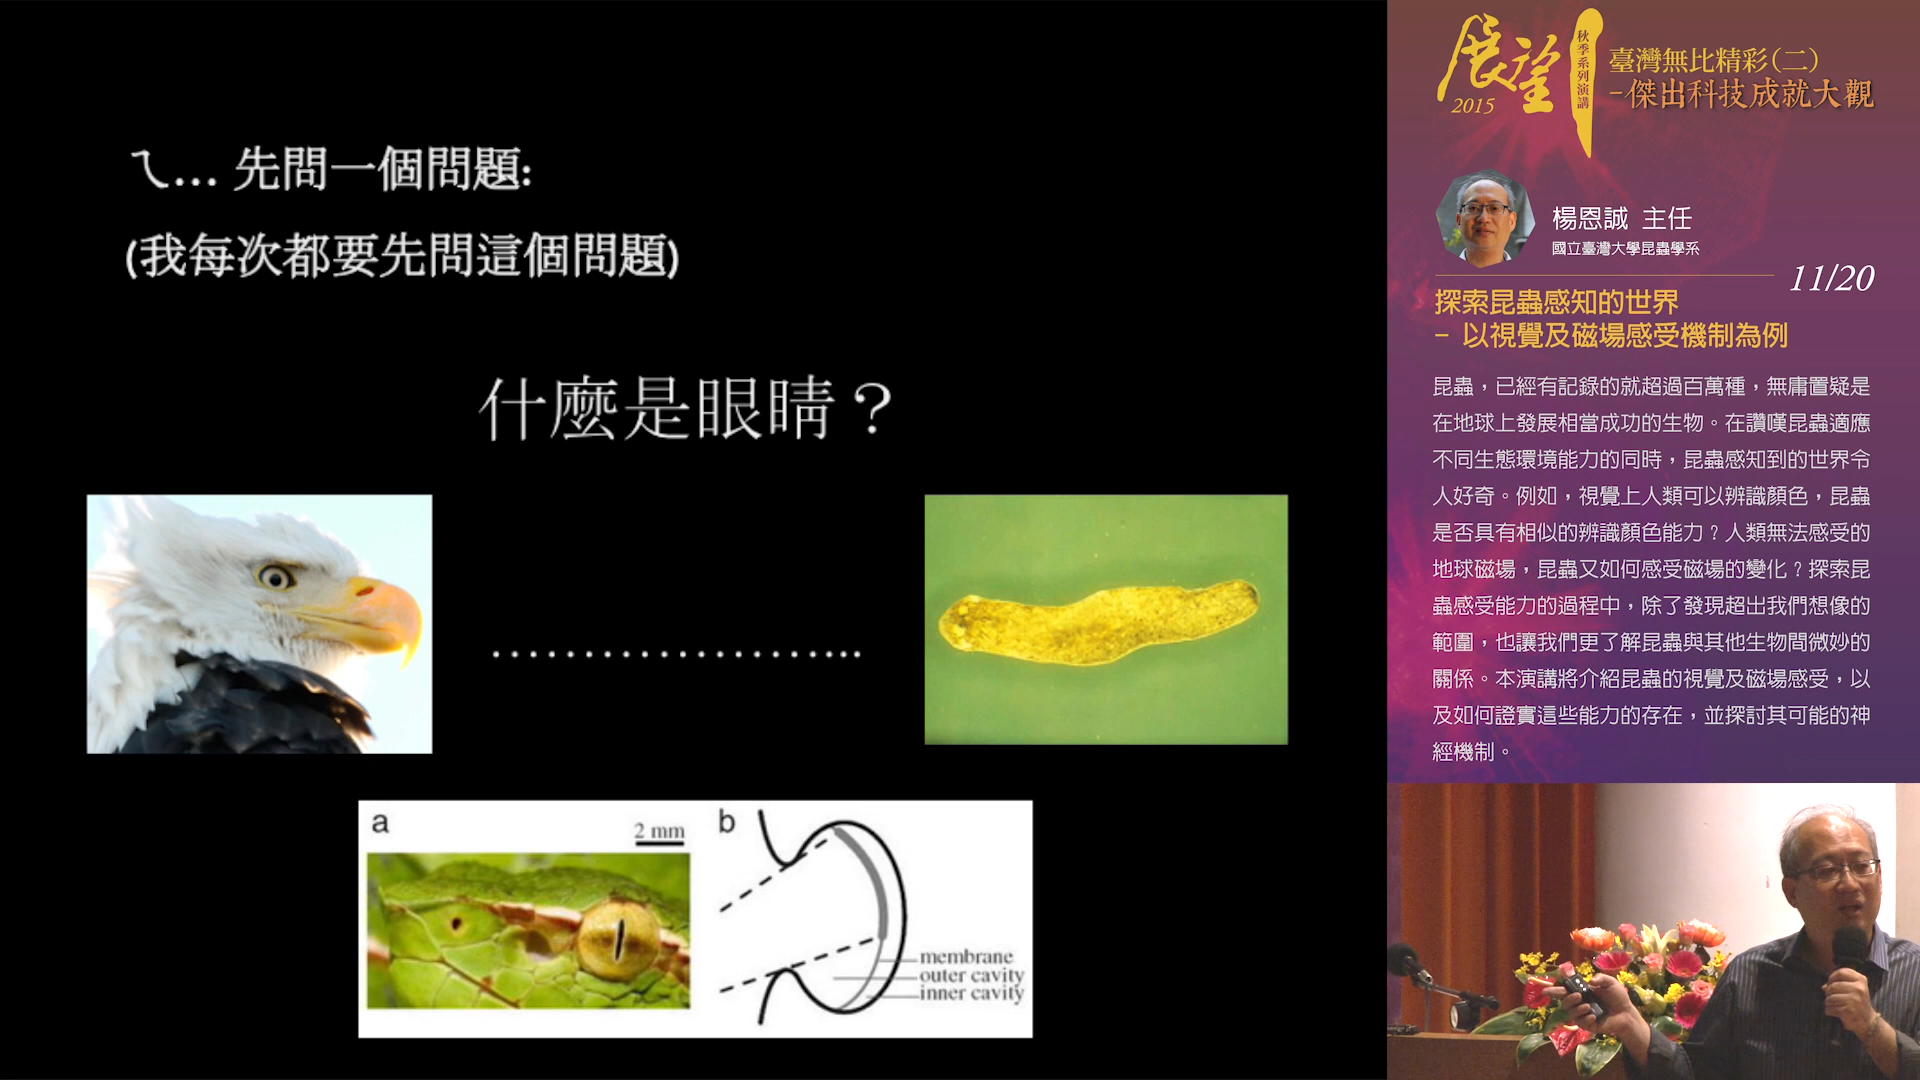 ㄟ... 先問一個問題:
(我每次都要先問這個問題)
什麼是眼睛？
a
2 mm
b
membrane
outer cavity
inner cavity
展望
2015
秋季系列演講
臺灣無比精彩(二)
-傑出科技成就大觀
楊恩誠 主任
國立臺灣大學昆蟲學系
11/20
探索昆蟲感知的世界
- 以視覺及磁場感受機制為例
昆蟲，已經有記錄的就超過百萬種，無庸置疑是
在地球上發展相當成功的生物。在讚嘆昆蟲適應
不同生態環境能力的同時，昆蟲感知到的世界令
人好奇。例如，視覺上人類可以辨識顏色，昆蟲
是否具有相似的辨識顏色能力？人類無法感受的
地球磁場，昆蟲又如何感受磁場的變化？探索昆
蟲感受能力的過程中，除了發現超出我們想像的
範圍，也讓我們更了解昆蟲與其他生物間微妙的
關係。本演講將介紹昆蟲的視覺及磁場感受，以
及如何證實這些能力的存在，並探討其可能的神
經機制。